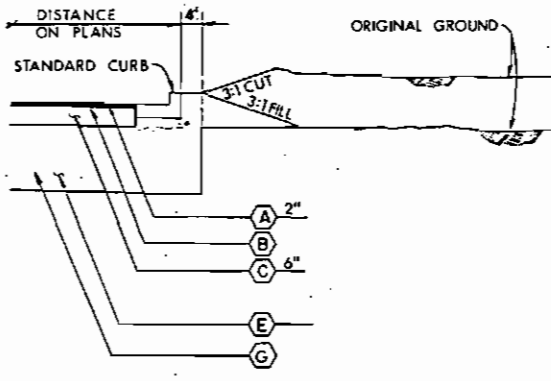 DISTANCE
ON PLANS
4'
ORIGINAL GROUND
STANDARD CURB
3:1 CUT
3:1 FILL
A 2"
B
C 6"
E
G